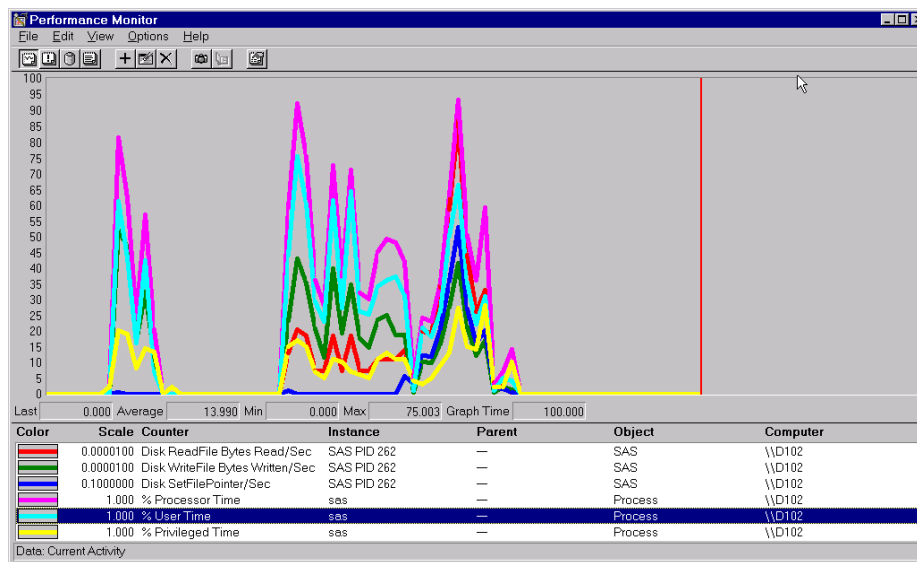 Performance Monitor
File Edit View Options Help
100
95
90
85
80
75
70
65
60
55
50
45
40
35
30
25
20
15
10
5
0
Last 0.000 Average 13.990 Min 0.000 Max 75.003 Graph Time 100.000
Color Scale Counter Instance Parent Object Computer
0.0000100 Disk ReadFile Bytes Read/Sec SAS PID 262 — SAS \\D102
0.0000100 Disk WriteFile Bytes Written/Sec SAS PID 262 — SAS \\D102
0.1000000 Disk SetFilePointer/Sec SAS PID 262 — SAS \\D102
1.000 % Processor Time sas — Process \\D102
1.000 % User Time sas — Process \\D102
1.000 % Privileged Time sas — Process \\D102
Data: Current Activity